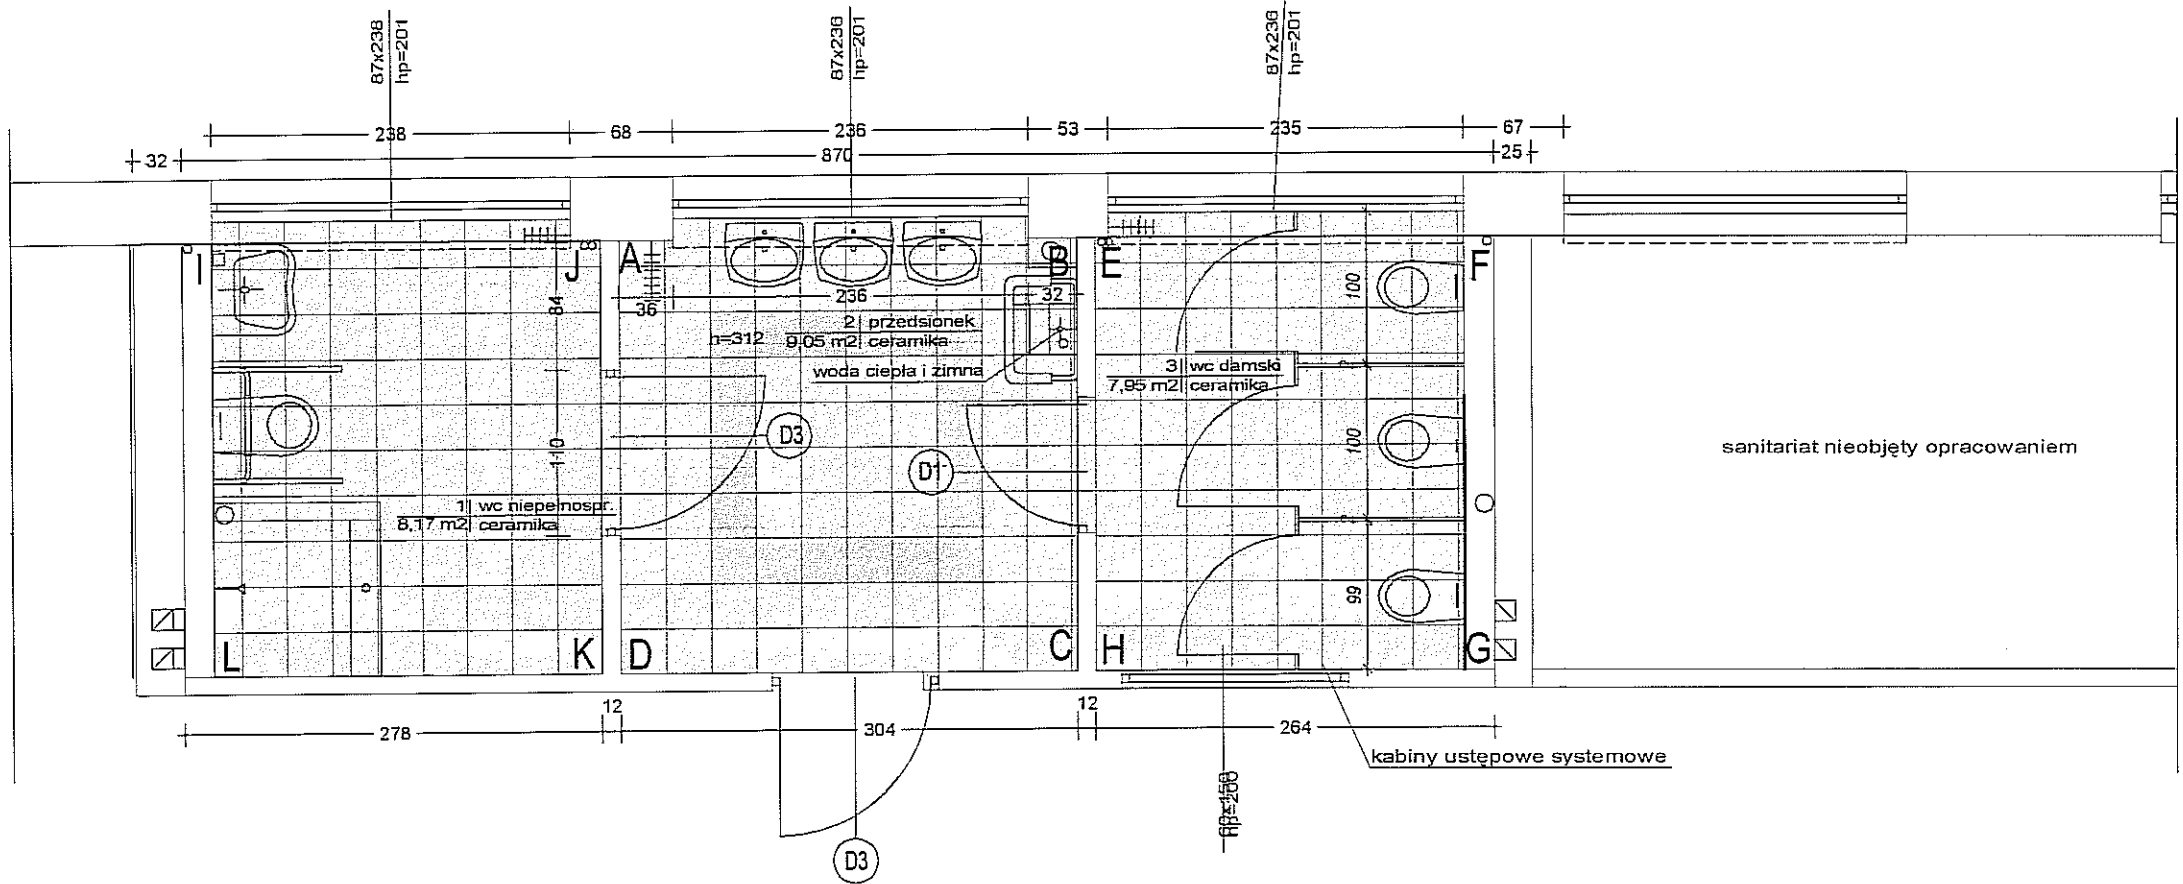 87x238
hp=201
87x236
hp=201
87x236
hp=201
238
68
236
53
235
67
32
870
25
I
J
A
B
E
F
84
36
236
32
100
h=312
2 przedsionek
9,05 m2 ceramika
woda ciepła i zimna
3 wc damski
7,95 m2 ceramika
D3
D1
110
100
sanitariat nieobjęty opracowaniem
1 wc niepełnospr.
8,17 m2 ceramika
99
L
K
D
C
H
G
12
12
278
304
264
kabiny ustępowe systemowe
hp=200
D3